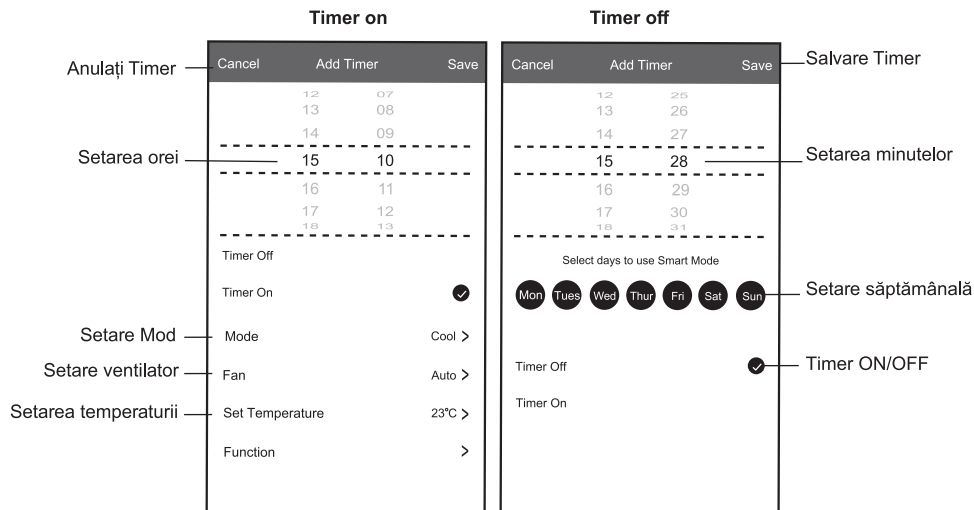 Timer on
Timer off
Anulați Timer
Cancel Add Timer Save
12 07
13 08
14 09
Setarea orei
15 10
16 11
17 12
18 13
Timer Off
Timer On
Setare Mod
Mode Cool >
Setare ventilator
Fan Auto >
Setarea temperaturii
Set Temperature 23°C >
Function >
Cancel Add Timer Save
Salvare Timer
12 25
13 26
14 27
15 28
Setarea minutelor
16 29
17 30
18 31
Select days to use Smart Mode
Mon Tues Wed Thur Fri Sat Sun
Setare săptămânală
Timer Off
Timer ON/OFF
Timer On